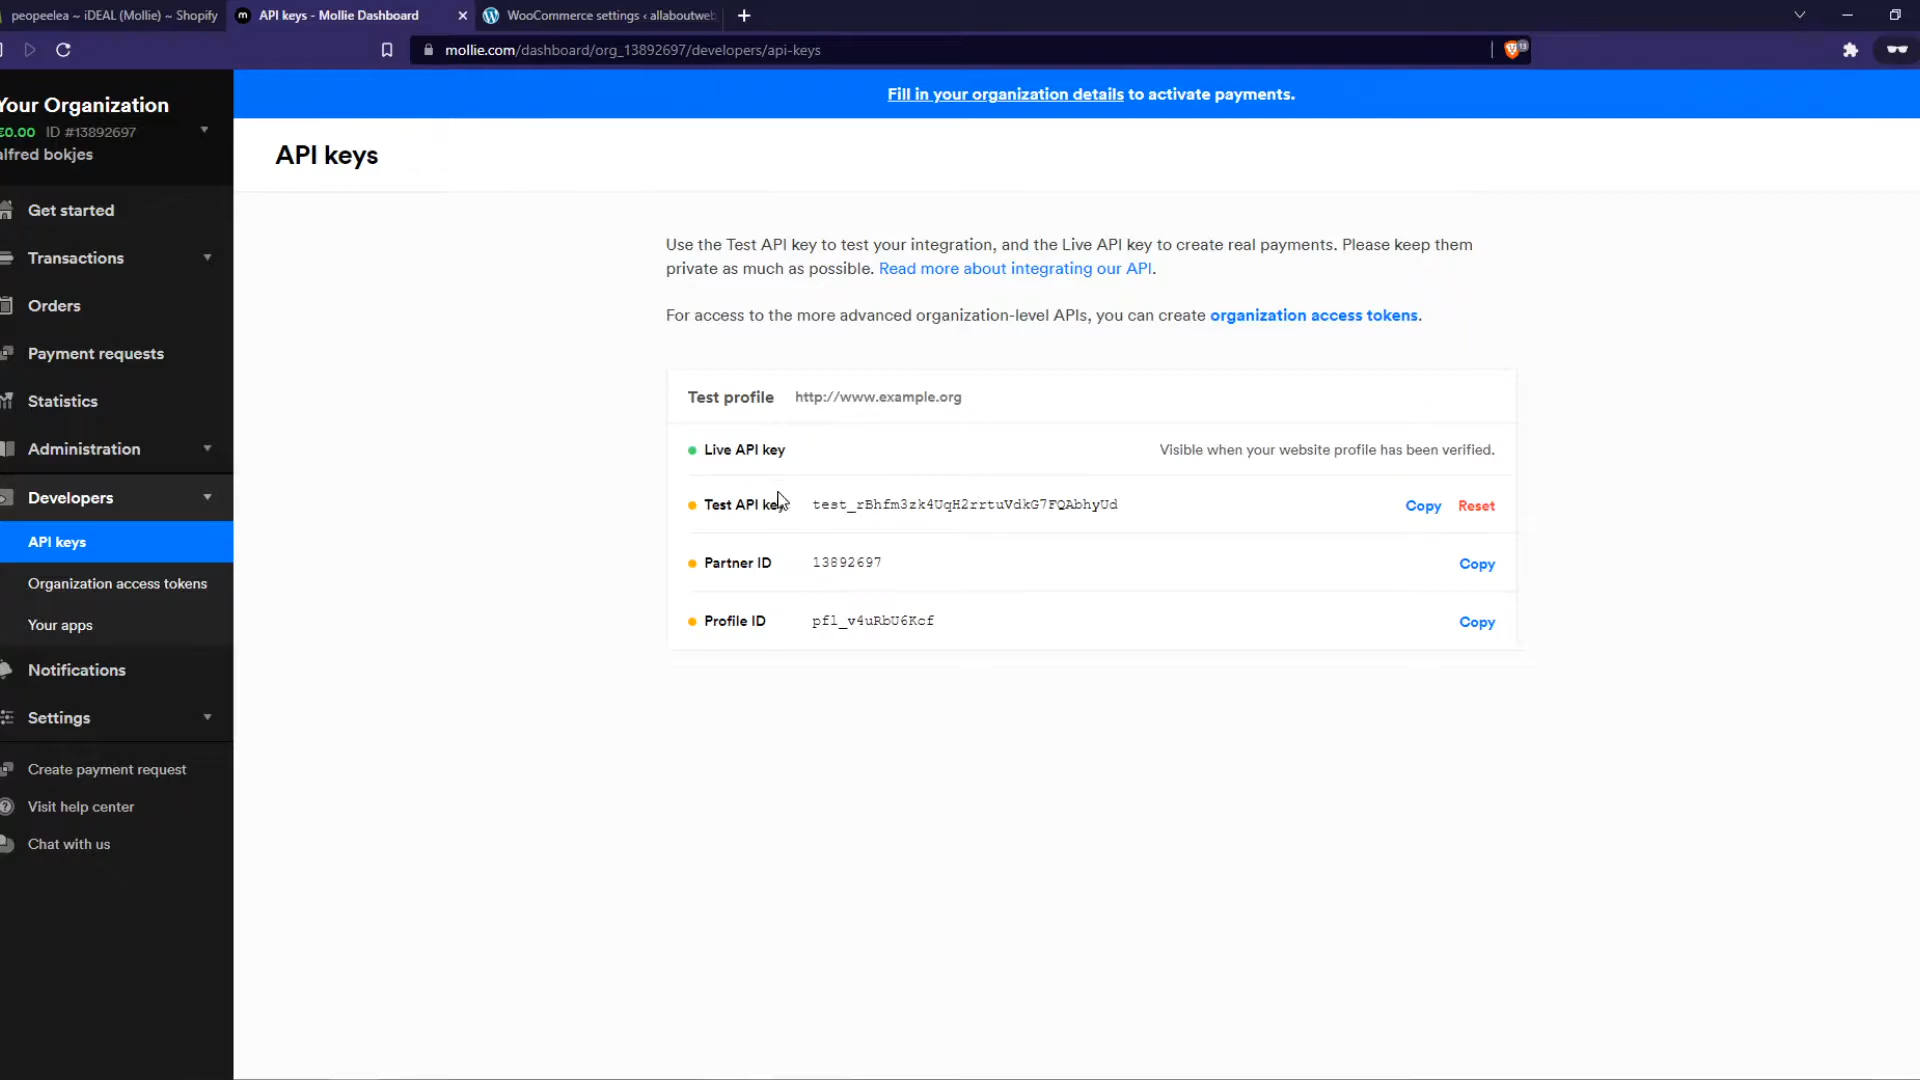 peopeelea ~ iDEAL (Mollie) ~ Shopify
API keys - Mollie Dashboard
WooCommerce settings ‹ allaboutweb
mollie.com/dashboard/org_13892697/developers/api-keys
13
Your Organization
€0.00 ID #13892697
alfred bokjes
Get started
Transactions
Orders
Payment requests
Statistics
Administration
Developers
API keys
Organization access tokens
Your apps
Notifications
Settings
Create payment request
Visit help center
Chat with us
Fill in your organization details to activate payments.
API keys
Use the Test API key to test your integration, and the Live API key to create real payments. Please keep them
private as much as possible. Read more about integrating our API.
For access to the more advanced organization-level APIs, you can create organization access tokens.
Test profile http://www.example.org
Live API key Visible when your website profile has been verified.
Test API key test_rBhfm3zk4UqH2rrtuVdkG7FQAbhyUd Copy Reset
Partner ID 13892697 Copy
Profile ID pfl_v4uRbU6Kcf Copy